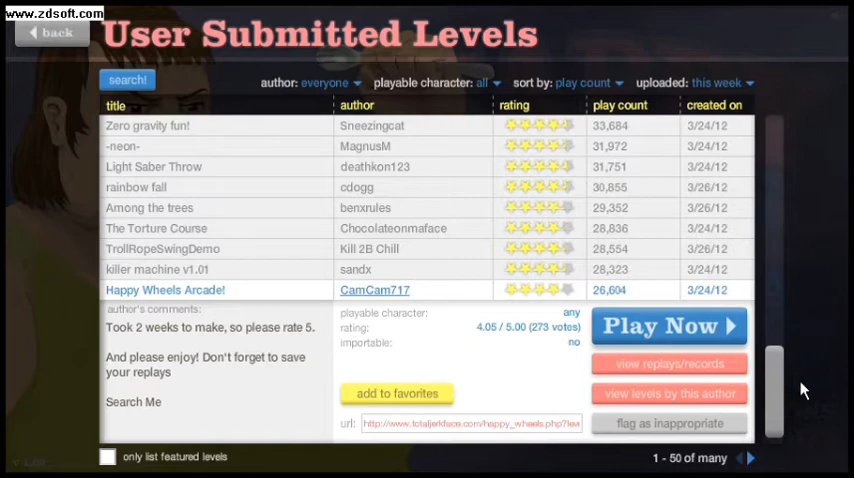 www.zdsoft.com
back
User Submitted Levels
search!
author: everyone playable character: all sort by: play count uploaded: this week
title author rating play count created on
Zero gravity fun! Sneezingcat 33,684 3/24/12
-neon- MagnusM 31,972 3/24/12
Light Saber Throw deathkon123 31,751 3/24/12
rainbow fall cdogg 30,855 3/26/12
Among the trees benxrules 29,352 3/26/12
The Torture Course Chocolateonmaface 28,836 3/24/12
TrollRopeSwingDemo Kill 2B Chill 28,554 3/26/12
killer machine v1.01 sandx 28,323 3/24/12
Happy Wheels Arcade! CamCam717 26,604 3/24/12
author's comments:
Took 2 weeks to make, so please rate 5.
And please enjoy! Don't forget to save
your replays
Search Me
playable character: any
rating: 4.05 / 5.00 (273 votes)
importable: no
add to favorites
url: http://www.totaljerkface.com/happy_wheels.php?lev
Play Now
view replays/records
view levels by this author
flag as inappropriate
only list featured levels
1 - 50 of many